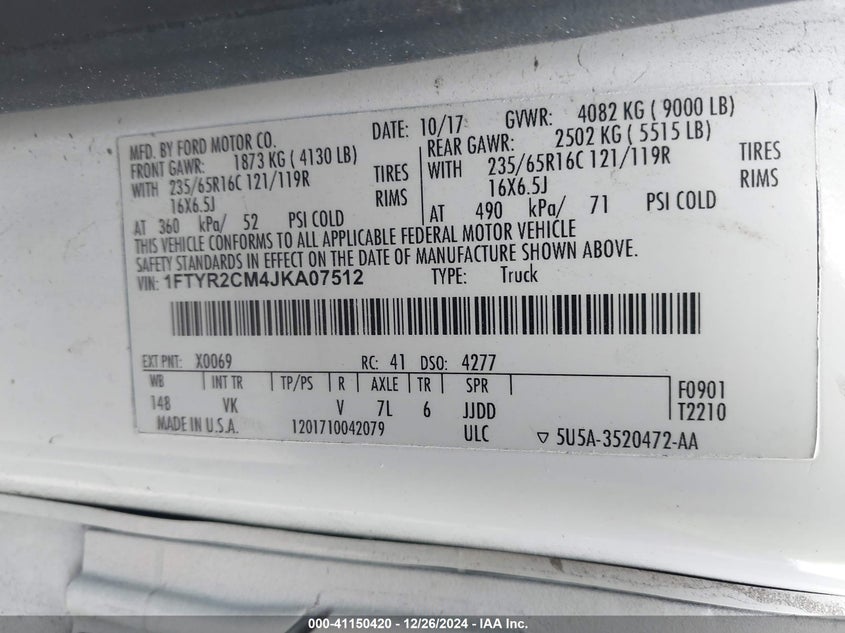 MFD. BY FORD MOTOR CO. DATE: 10/17 GVWR: 4082 KG ( 9000 LB)
FRONT GAWR: 1873 KG ( 4130 LB) REAR GAWR: 2502 KG ( 5515 LB)
WITH 235/65R16C 121/119R TIRES WITH 235/65R16C 121/119R TIRES
16X6.5J RIMS 16X6.5J RIMS
AT 360 kPa/ 52 PSI COLD AT 490 kPa/ 71 PSI COLD
THIS VEHICLE CONFORMS TO ALL APPLICABLE FEDERAL MOTOR VEHICLE
SAFETY STANDARDS IN EFFECT ON THE DATE OF MANUFACTURE SHOWN ABOVE.
VIN: 1FTYR2CM4JKA07512 TYPE: Truck
EXT PNT: X0069 RC: 41 DSO: 4277
WB INT TR TP/PS R AXLE TR SPR F0901
148 VK V 7L 6 JJDD T2210
MADE IN U.S.A. 1201710042079 ULC ▽ 5U5A-3520472-AA
000-41150420 - 12/26/2024 - IAA Inc.